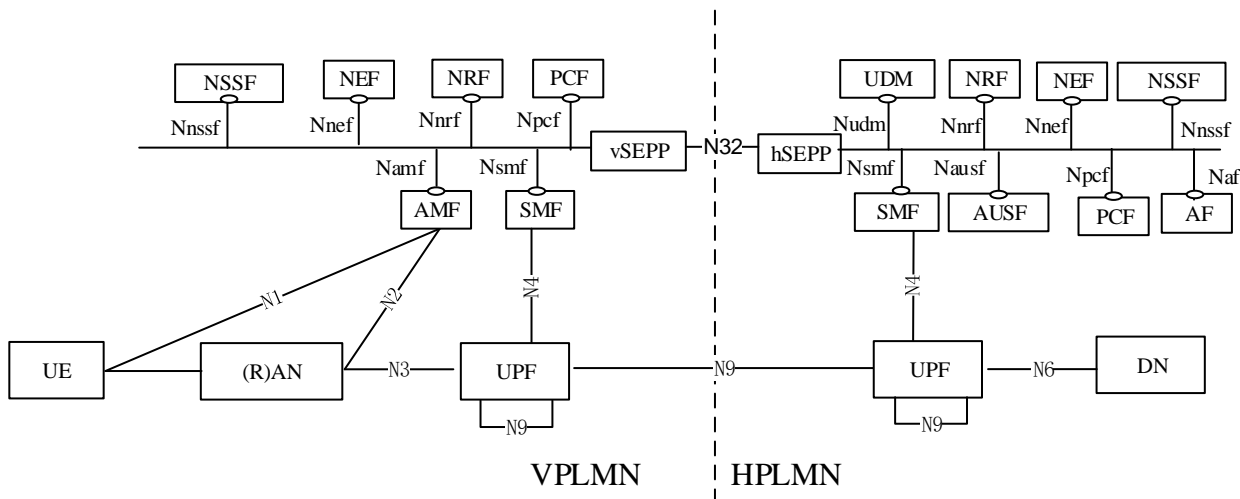 NSSF NEF NRF PCF UDM NRF NEF NSSF
Nnssf Nnef Nnrf Npcf Nudm Nnrf Nnef Nnssf
vSEPP N32 hSEPP
Namf Nsmf Nsmf Nausf Npcf Naf
AMF SMF SMF AUSF PCF AF
N1 N2 N4 N4
UE (R)AN N3 UPF N9 UPF N6 DN
N9 N9
VPLMN HPLMN